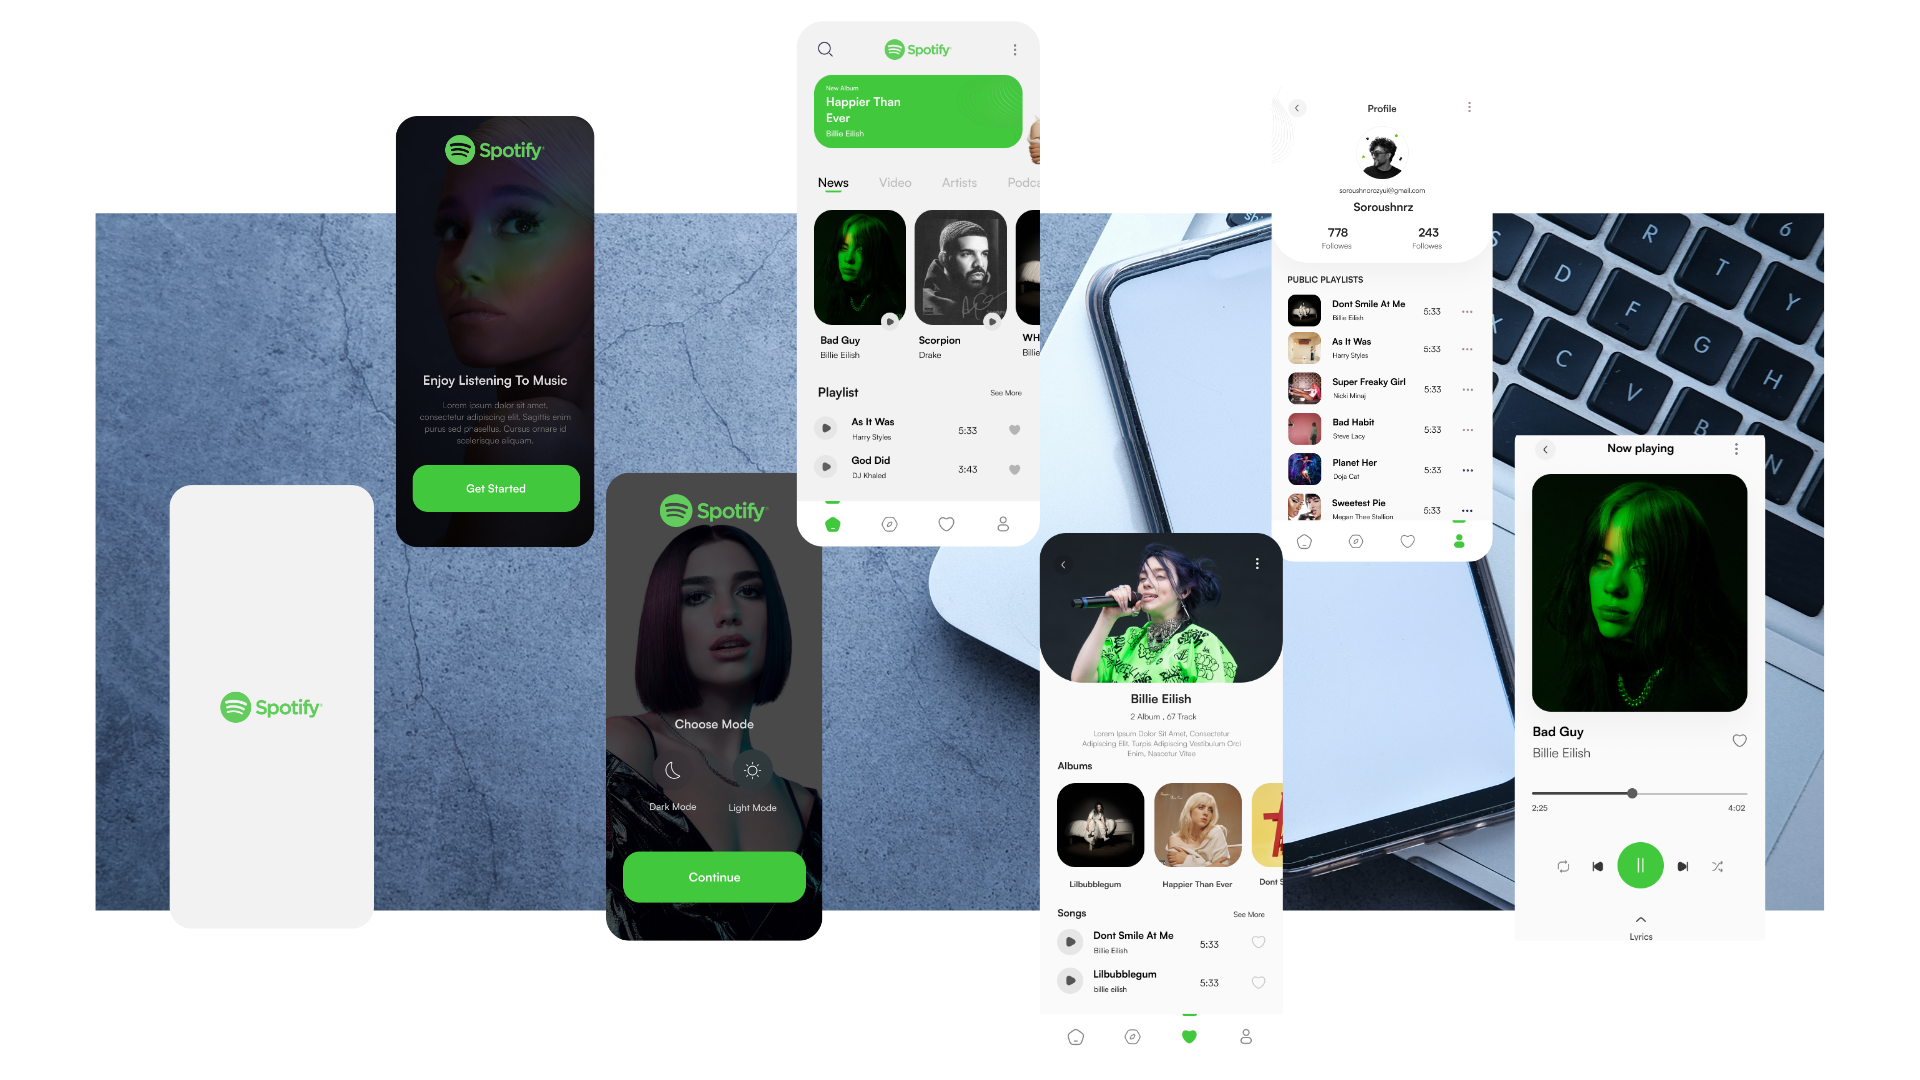 Spotify
Spotify
Enjoy Listening To Music
Lorem ipsum dolor sit amet,
consectetur adipiscing elit. Sagittis enim
purus sed phasellus. Cursus ornare id
scelerisque aliquam.
Get Started
Spotify
Choose Mode
Dark Mode
Light Mode
Continue
Spotify
New Album
Happier Than
Ever
Billie Eilish
News Video Artists Podca
Bad Guy
Billie Eilish
Scorpion
Drake
WH
Billie
Playlist
See More
As It Was
Harry Styles
5:33
God Did
DJ Khaled
3:43
Billie Eilish
2 Album , 67 Track
Lorem Ipsum Dolor Sit Amet, Consectetur
Adipiscing Elit. Turpis Adipiscing Vestibulum Orci
Enim, Nascetur Vitae
Albums
Lilbubblegum
Happier Than Ever
Dont S
Songs
See More
Dont Smile At Me
Billie Eilish
5:33
Lilbubblegum
billie eilish
5:33
Profile
soroushnorozyui@gmail.com
Soroushnrz
778
Followes
243
Followes
PUBLIC PLAYLISTS
Dont Smile At Me
Billie Eilish
5:33
As It Was
Harry Styles
5:33
Super Freaky Girl
Nicki Minaj
5:33
Bad Habit
Steve Lacy
5:33
Planet Her
Doja Cat
5:33
Sweetest Pie
Megan Thee Stallion
5:33
Now playing
Bad Guy
Billie Eilish
2:25
4:02
Lyrics
R
6
D
T
Y
F
C
G
V
H
N